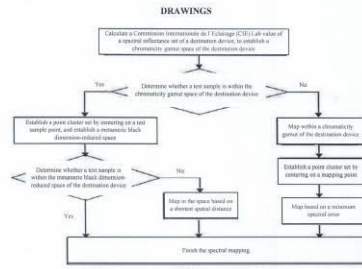 DRAWINGS
Calculate a Commission Internationale de l'Eclairage (CIE) Lab value of
a spectral reflectance set of a destination device, to establish a
chromaticity gamut space of the destination device
Determine whether a test sample is within the
chromaticity gamut space of the destination device
Yes
No
Establish a point cluster set by centering on a test
sample point, and establish a metameric black
dimension-reduced space
Map within a chromaticity
gamut of the destination device
Determine whether a test sample is
within the metameric black dimension-
reduced space of the destination device
Establish a point cluster set by
centering on a mapping point
No
Yes
Map in the space based on
a shortest spatial distance
Map based on a minimum
spectral error
Finish the spectral mapping